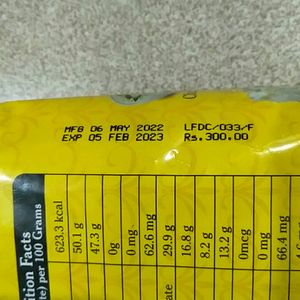 MFG 06 MAY 2022 LFDC/033/F
EXP 05 FEB 2023 Rs.300.00
ition Facts
te) per 100 Grams
623.3 kcal
50.1 g
47.3 g
0g
0 mg
62.6 mg
29.9 g
16.8 g
8.2 g
13.2 g
0mcg
0 mg
66.4 mg
ate